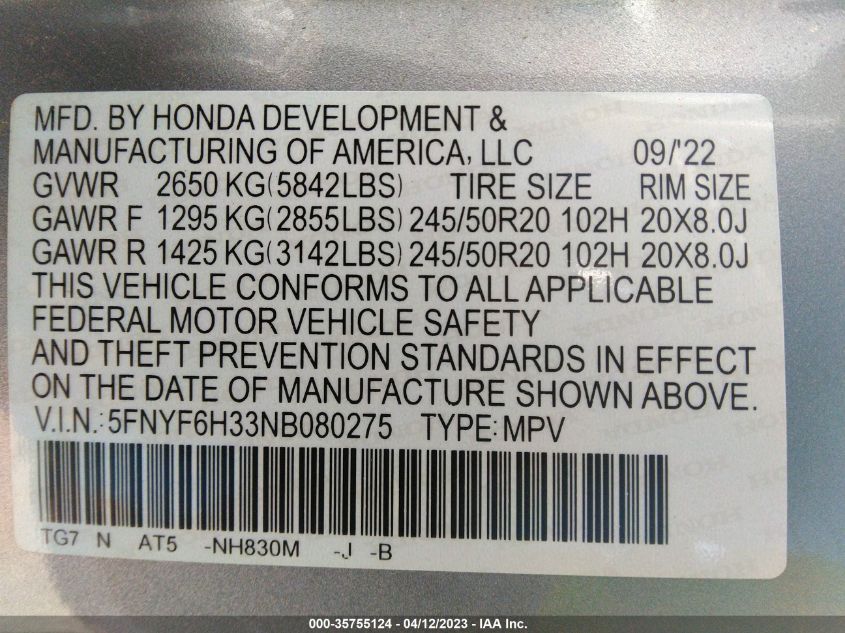 MFD. BY HONDA DEVELOPMENT &
MANUFACTURING OF AMERICA, LLC 09/'22
GVWR 2650 KG(5842LBS) TIRE SIZE RIM SIZE
GAWR F 1295 KG(2855LBS) 245/50R20 102H 20X8.0J
GAWR R 1425 KG(3142LBS) 245/50R20 102H 20X8.0J
THIS VEHICLE CONFORMS TO ALL APPLICABLE
FEDERAL MOTOR VEHICLE SAFETY
AND THEFT PREVENTION STANDARDS IN EFFECT
ON THE DATE OF MANUFACTURE SHOWN ABOVE.
V.I.N.: 5FNYF6H33NB080275 TYPE: MPV
TG7 N AT5 -NH830M -J -B
000-35755124 - 04/12/2023 - IAA Inc.